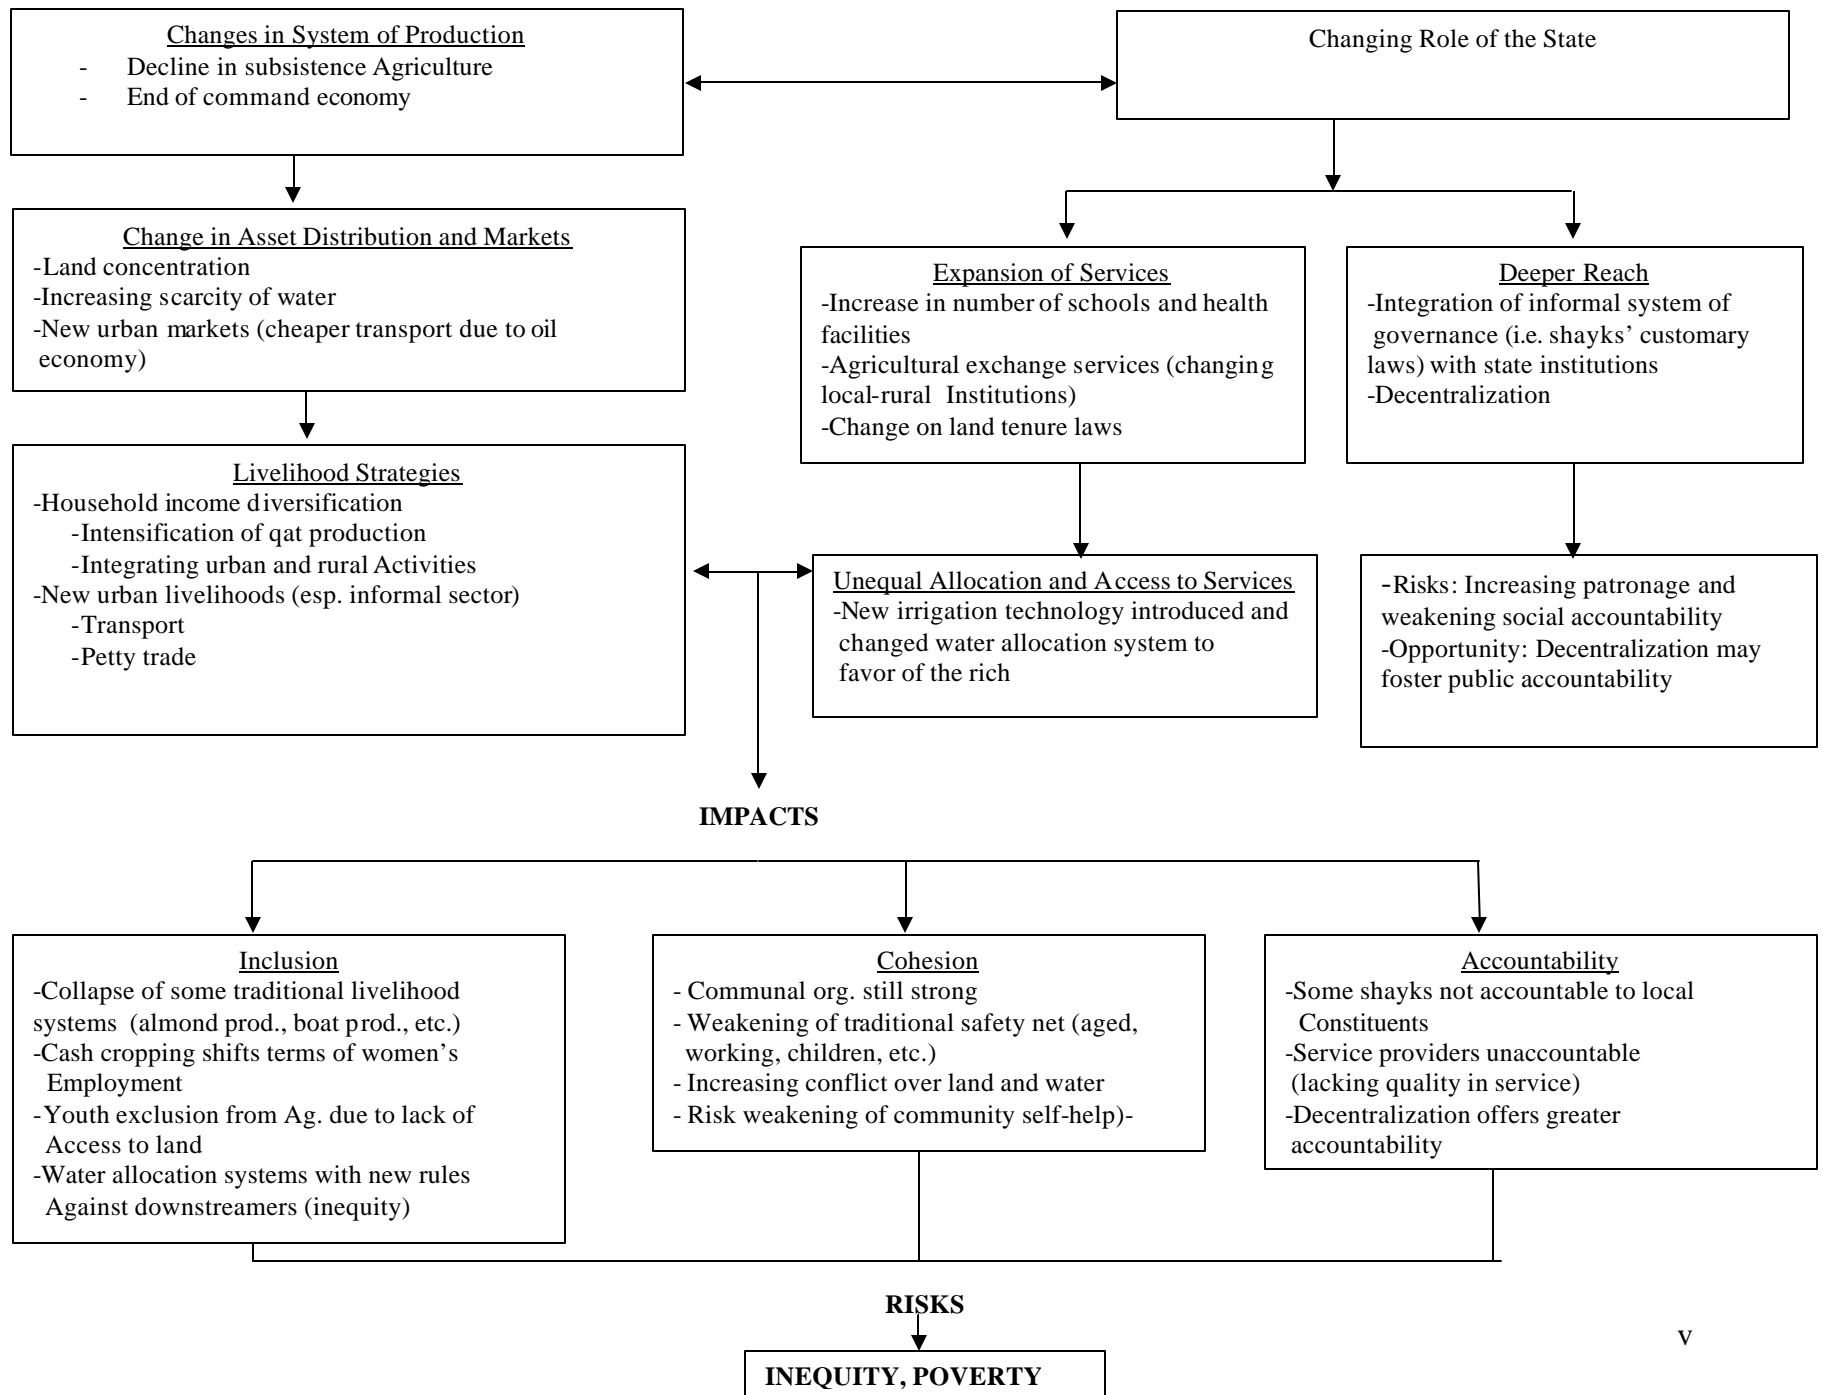 Changes in System of Production
- Decline in subsistence Agriculture
- End of command economy
Changing Role of the State
Change in Asset Distribution and Markets
-Land concentration
-Increasing scarcity of water
-New urban markets (cheaper transport due to oil
economy)
Expansion of Services
-Increase in number of schools and health
facilities
-Agricultural exchange services (changing
local-rural Institutions)
-Change on land tenure laws
Deeper Reach
-Integration of informal system of
governance (i.e. shayks’ customary
laws) with state institutions
-Decentralization
Livelihood Strategies
-Household income diversification
-Intensification of qat production
-Integrating urban and rural Activities
-New urban livelihoods (esp. informal sector)
-Transport
-Petty trade
Unequal Allocation and Access to Services
-New irrigation technology introduced and
changed water allocation system to
favor of the rich
-Risks: Increasing patronage and
weakening social accountability
-Opportunity: Decentralization may
foster public accountability
IMPACTS
Inclusion
-Collapse of some traditional livelihood
systems (almond prod., boat prod., etc.)
-Cash cropping shifts terms of women’s
Employment
-Youth exclusion from Ag. due to lack of
Access to land
-Water allocation systems with new rules
Against downstreamers (inequity)
Cohesion
- Communal org. still strong
- Weakening of traditional safety net (aged,
working, children, etc.)
- Increasing conflict over land and water
- Risk weakening of community self-help)-
Accountability
-Some shayks not accountable to local
Constituents
-Service providers unaccountable
(lacking quality in service)
-Decentralization offers greater
accountability
RISKS
v
INEQUITY, POVERTY